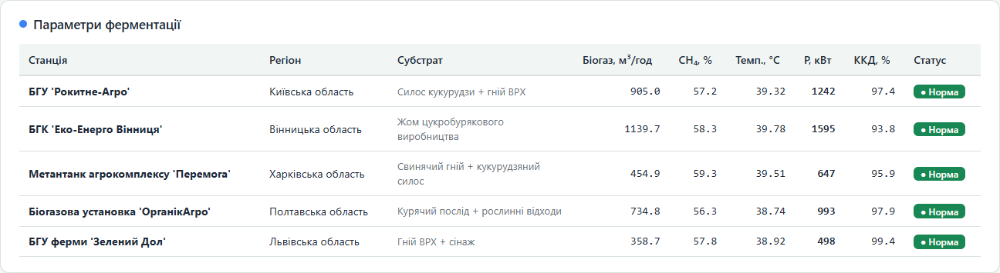 Параметри ферментації
Станція Регіон Субстрат Біогаз, м³/год CH₄, % Темп., °C P, кВт ККД, % Статус
БГУ 'Рокитне-Агро' Київська область Силос кукурудзи + гній ВРХ 905.0 57.2 39.32 1242 97.4 ● Норма
БГК 'Еко-Енерго Вінниця' Вінницька область Жом цукробурякового 1139.7 58.3 39.78 1595 93.8 ● Норма
виробництва
Метантанк агрокомплексу 'Перемога' Харківська область Свинячий гній + кукурудзяний 454.9 59.3 39.51 647 95.9 ● Норма
силос
Біогазова установка 'ОрганікАгро' Полтавська область Курячий послід + рослинні відходи 734.8 56.3 38.74 993 97.9 ● Норма
БГУ ферми 'Зелений Дол' Львівська область Гній ВРХ + сінаж 358.7 57.8 38.92 498 99.4 ● Норма